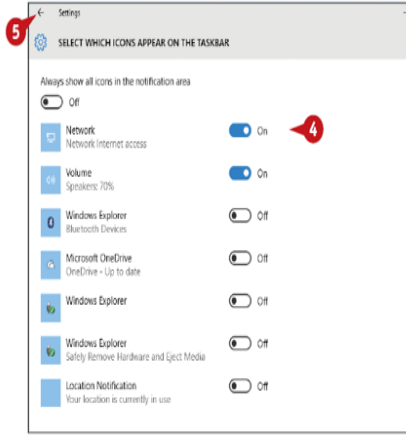 5
Settings
SELECT WHICH ICONS APPEAR ON THE TASKBAR
Always show all icons in the notification area
Off
Network
Network Internet access
On
4
Volume
Speakers: 70%
On
Windows Explorer
Bluetooth Devices
Off
Microsoft OneDrive
OneDrive - Up to date
Off
Windows Explorer
Off
Windows Explorer
Safely Remove Hardware and Eject Media
Off
Location Notification
Your location is currently in use
Off